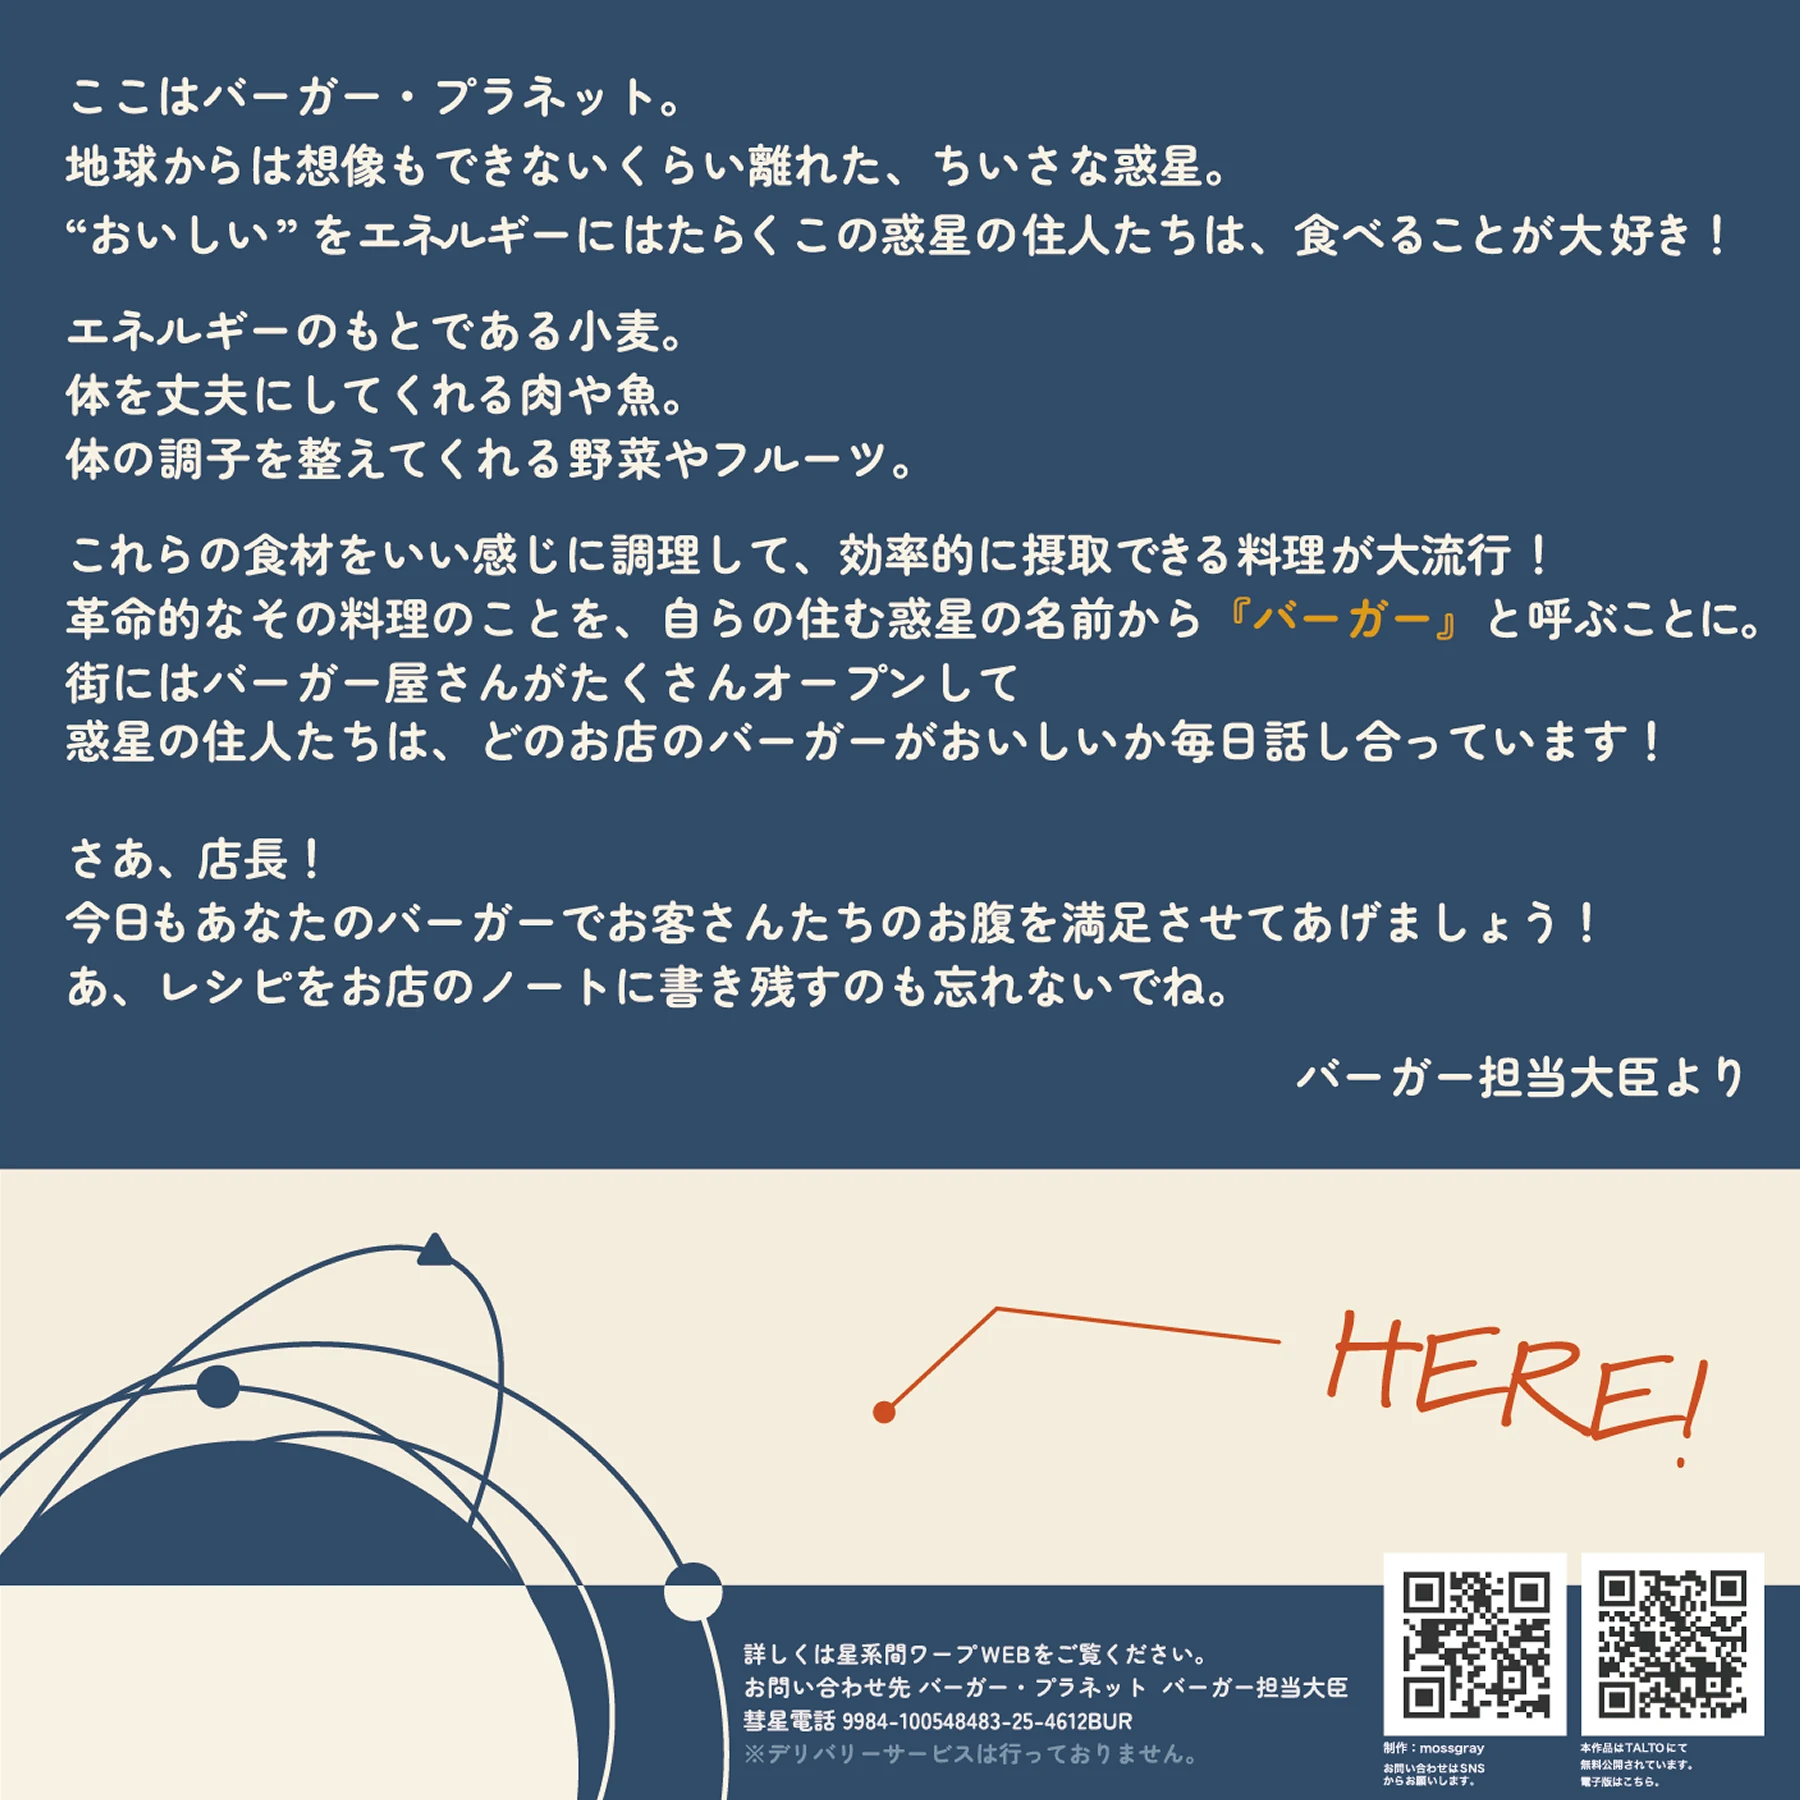 ここはバーガー・プラネット。
地球からは想像もできないくらい離れた、ちいさな惑星。
“おいしい” をエネルギーにはたらくこの惑星の住人たちは、食べることが大好き！
エネルギーのもとである小麦。
体を丈夫にしてくれる肉や魚。
体の調子を整えてくれる野菜やフルーツ。
これらの食材をいい感じに調理して、効率的に摂取できる料理が大流行！
革命的なその料理のことを、自らの住む惑星の名前から『バーガー』と呼ぶことに。
街にはバーガー屋さんがたくさんオープンして
惑星の住人たちは、どのお店のバーガーがおいしいか毎日話し合っています！
さあ、店長！
今日もあなたのバーガーでお客さんたちのお腹を満足させてあげましょう！
あ、レシピをお店のノートに書き残すのも忘れないでね。
バーガー担当大臣より
HERE!
詳しくは星系間ワープWEBをご覧ください。
お問い合わせ先 バーガー・プラネット バーガー担当大臣
彗星電話 9984-100548483-25-4612BUR
※デリバリーサービスは行っておりません。
制作：mossgray
お問い合わせはSNS
からお願いします。
本作品はTALTOにて
無料公開されています。
電子版はこちら。